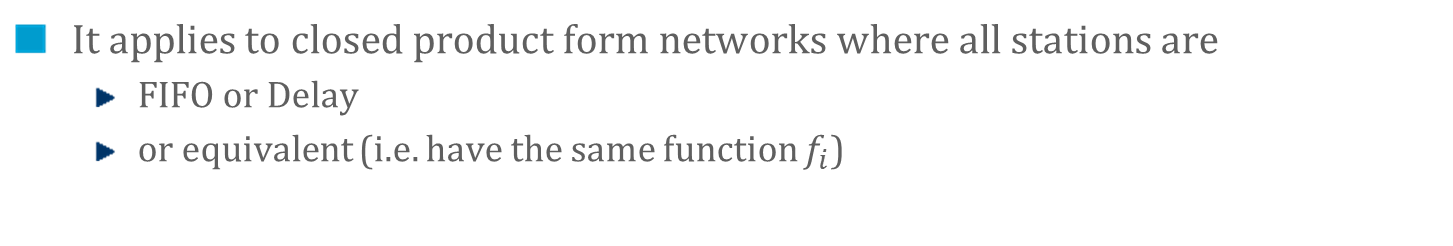 It applies to closed product form networks where all stations are
FIFO or Delay
or equivalent (i.e. have the same function fᵢ)